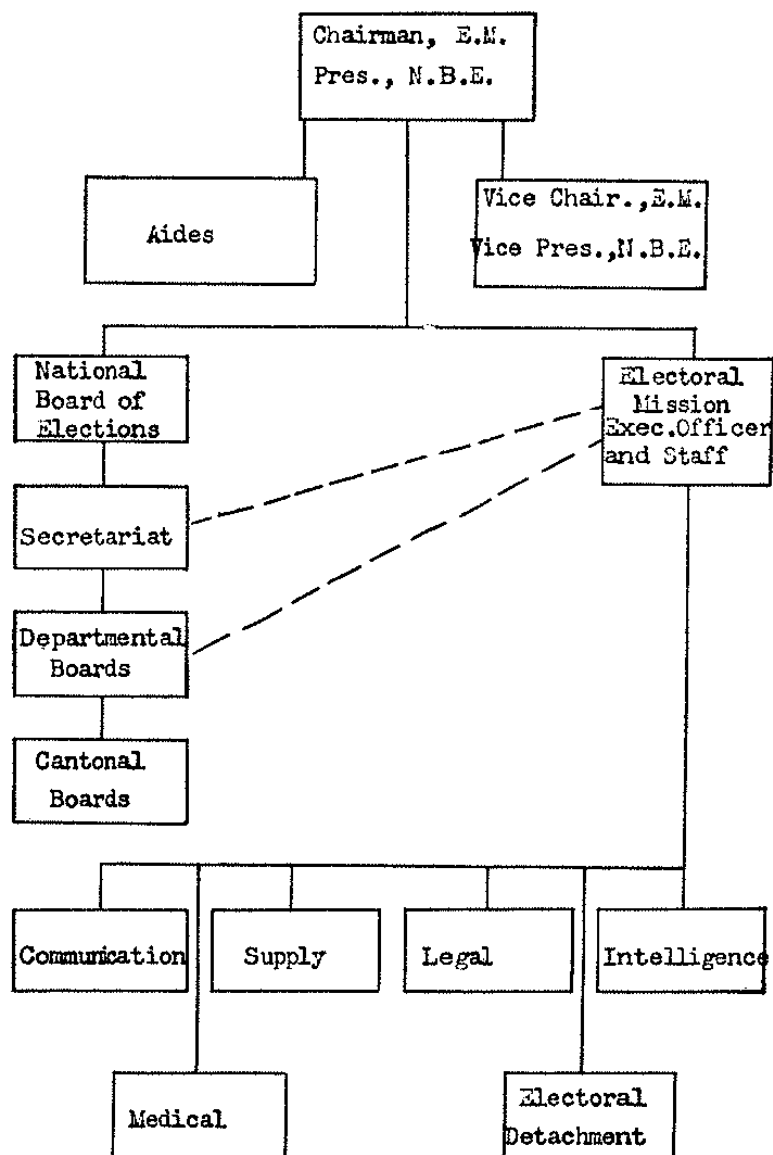 Chairman, E.M.
Pres., N.B.E.
Aides
Vice Chair.,E.M.
Vice Pres.,N.B.E.
National
Board of
Elections
Electoral
Mission
Exec.Officer
and Staff
Secretariat
Departmental
Boards
Cantonal
Boards
Communication
Supply
Legal
Intelligence
Medical
Electoral
Detachment